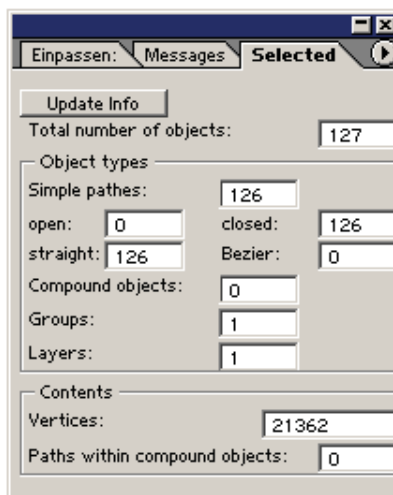 Einpassen: Messages Selected
Update Info
Total number of objects: 127
Object types
Simple pathes: 126
open: 0 closed: 126
straight: 126 Bezier: 0
Compound objects: 0
Groups: 1
Layers: 1
Contents
Vertices: 21362
Paths within compound objects: 0